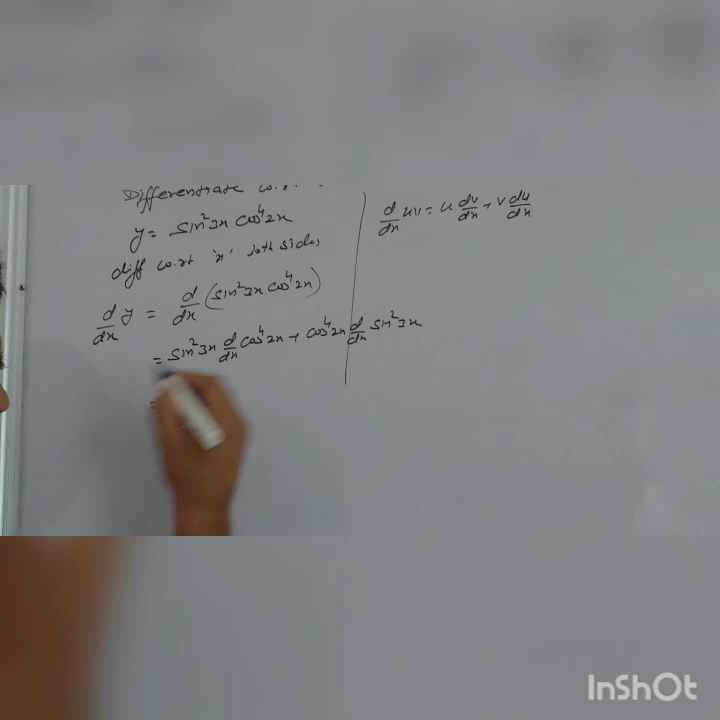 Differentiate w.r.
y = sin²3x cos⁴2x
diff w.r.t 'x' both sides
d/dx y = d/dx (sin²3x cos⁴2x)
= sin²3x d/dx cos⁴2x + cos⁴2x d/dx sin²3x
=
d/dx uv = u dv/dx + v du/dx
InShOt